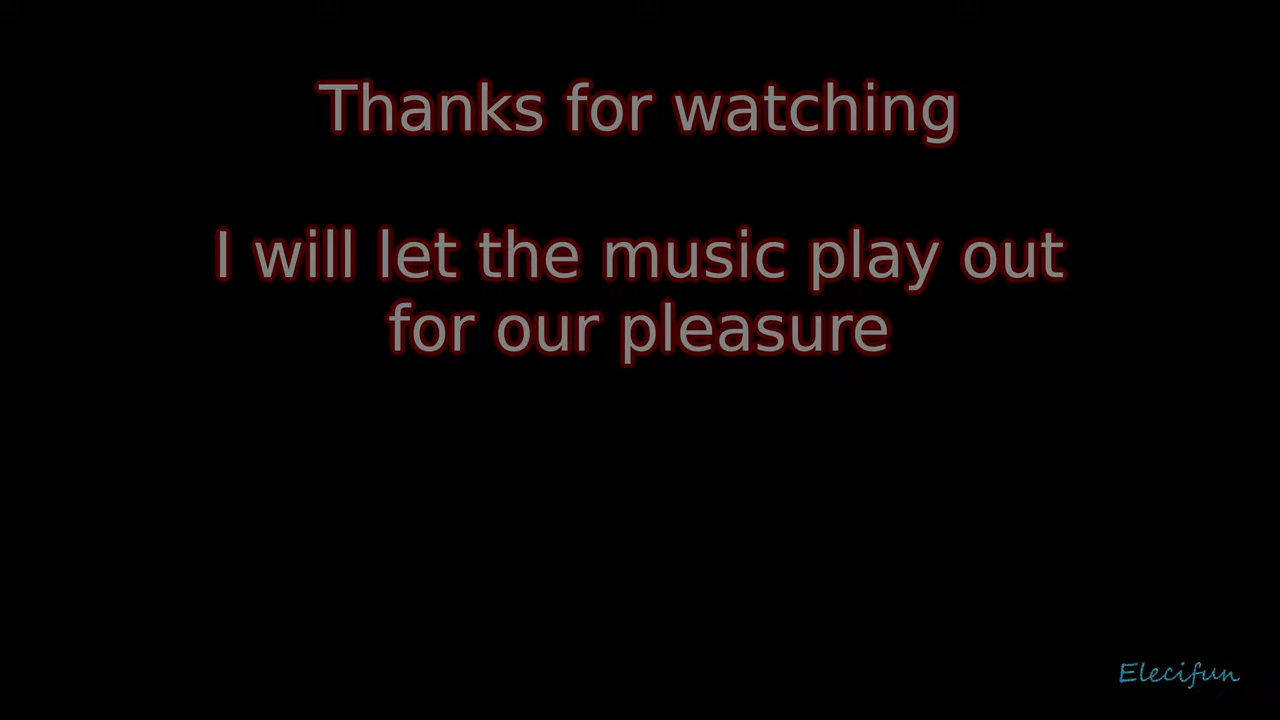 Thanks for watching
I will let the music play out
for our pleasure
Elecifun